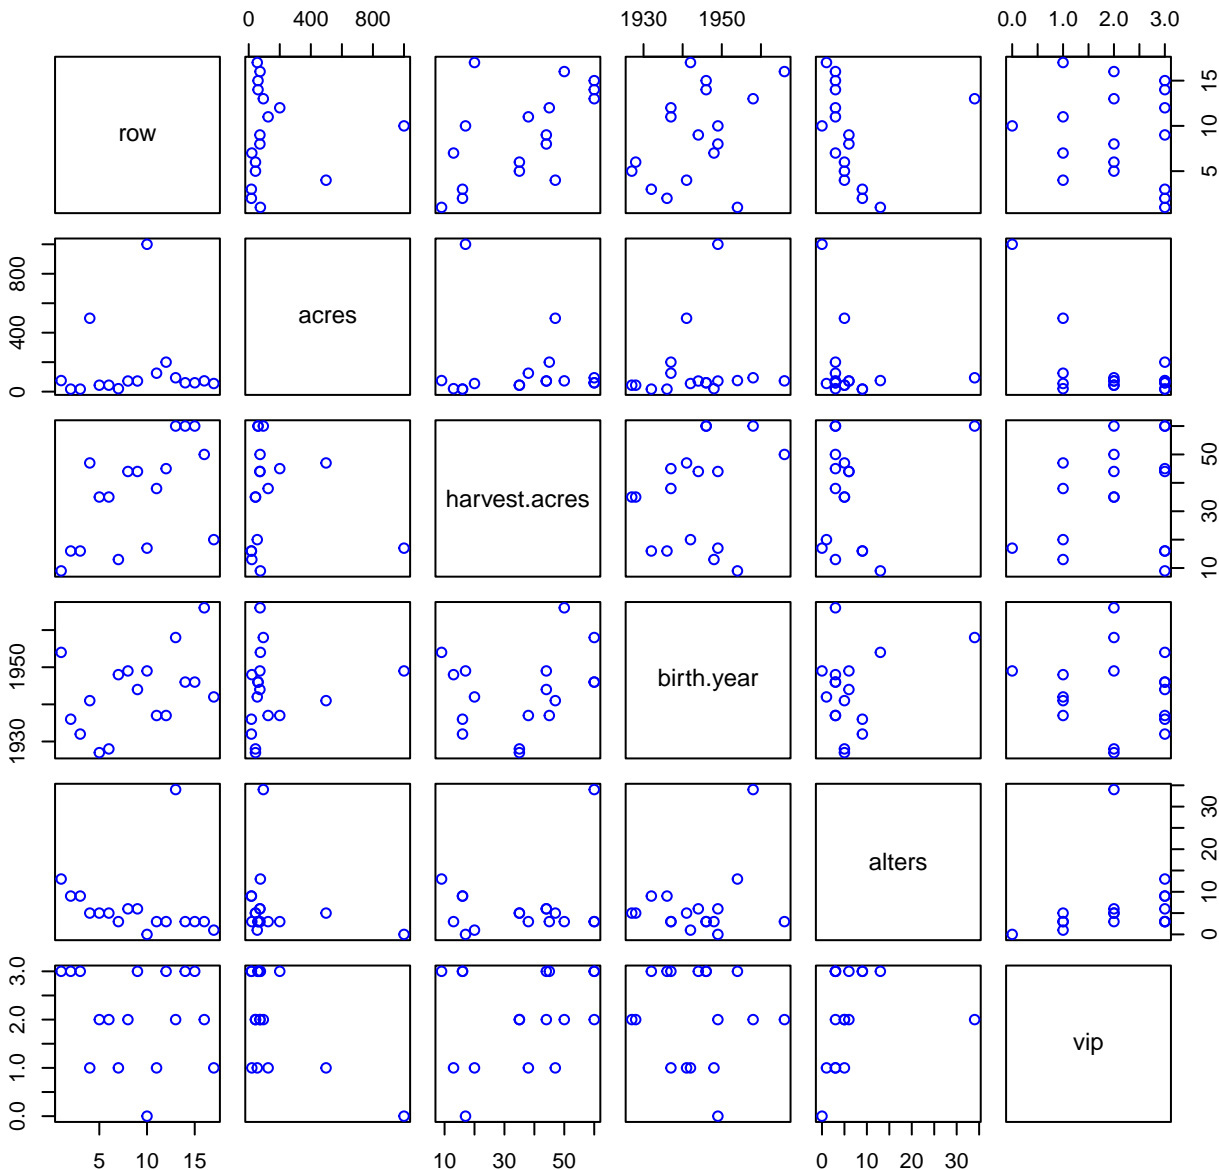 0 400 800 1930 1950 0.0 1.0 2.0 3.0
row 5 10 15
0 400 800 acres
harvest.acres 10 30 50
1930 1950 birth.year
alters 0 10 20 30
0.0 1.0 2.0 3.0 vip
5 10 15 10 30 50 0 10 20 30